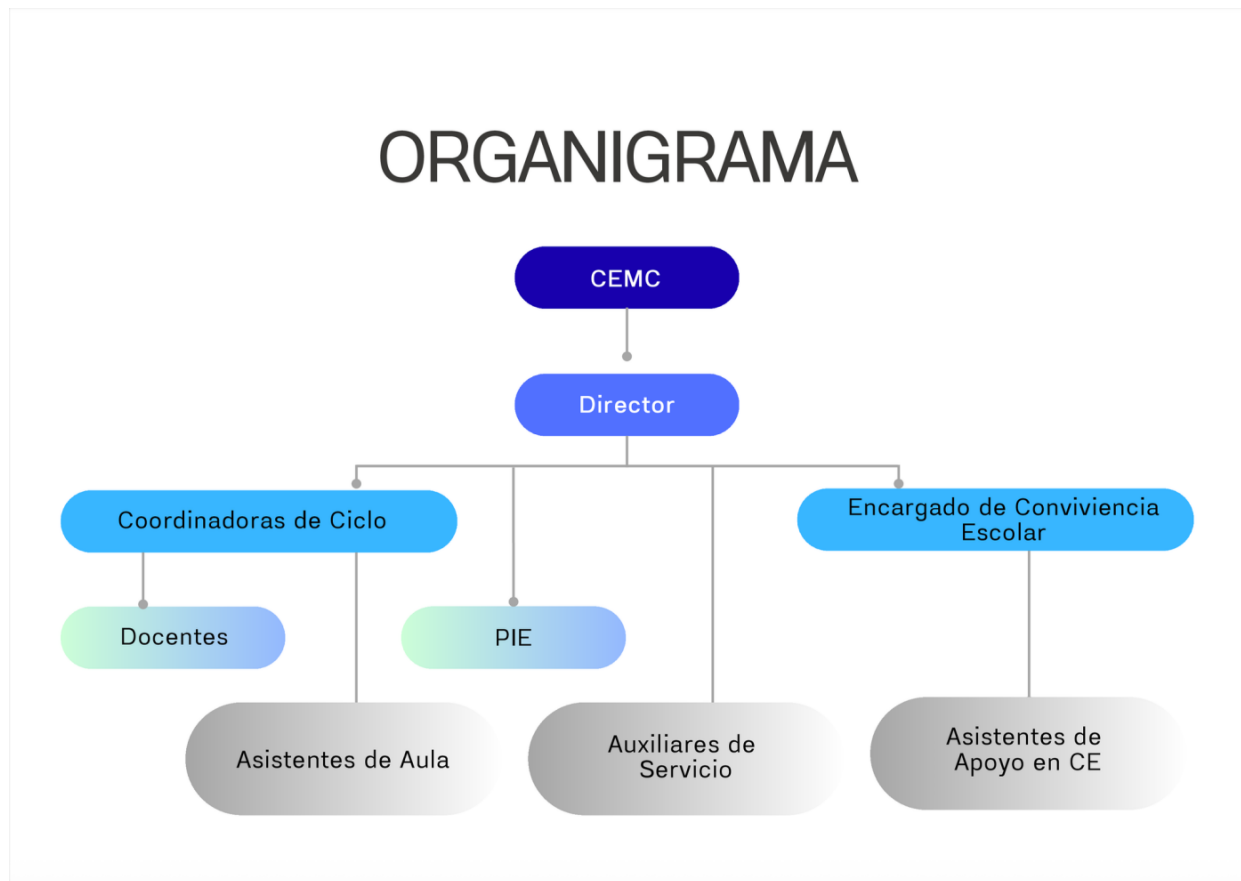 ORGANIGRAMA
CEMC
Director
Coordinadoras de Ciclo
Encargado de Conviviencia
Escolar
Docentes
PIE
Asistentes de Aula
Auxiliares de
Servicio
Asistentes de
Apoyo en CE